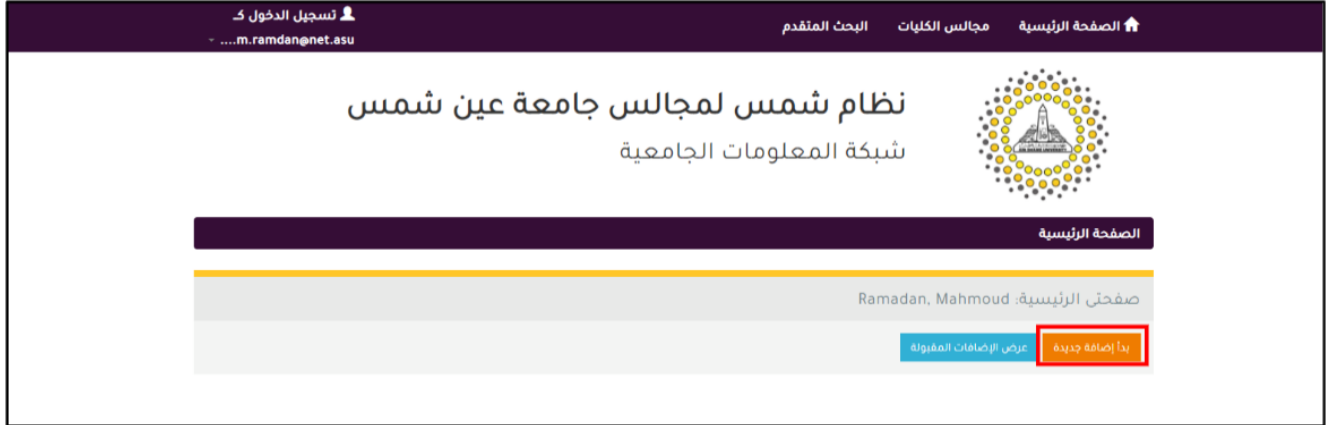 الصفحة الرئيسية مجالس الكليات البحث المتقدم
تسجيل الدخول كـ
m.ramdan@net.asu....
نظام شمس لمجالس جامعة عين شمس
شبكة المعلومات الجامعية
الصفحة الرئيسية
صفحتى الرئيسية: Ramadan, Mahmoud
بدأ إضافة جديدة عرض الإضافات المقبولة